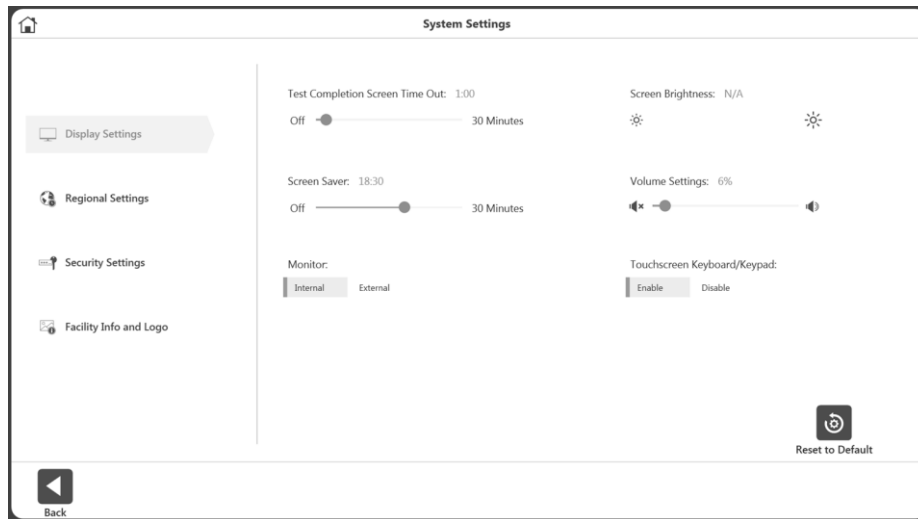 System Settings
Display Settings
Regional Settings
Security Settings
Facility Info and Logo
Test Completion Screen Time Out: 1:00
Off 30 Minutes
Screen Brightness: N/A
Screen Saver: 18:30
Off 30 Minutes
Volume Settings: 6%
Monitor:
Internal External
Touchscreen Keyboard/Keypad:
Enable Disable
Reset to Default
Back